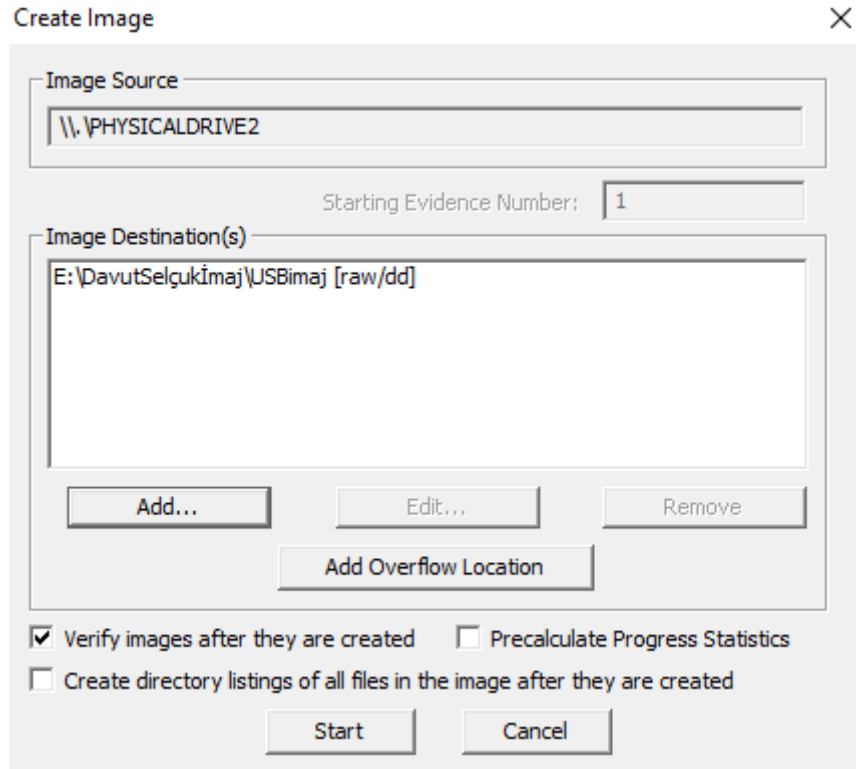 Create Image
Image Source
\\.\PHYSICALDRIVE2
Starting Evidence Number: 1
Image Destination(s)
E:\DavutSelçukİmaj\USBimaj [raw/dd]
Add... Edit... Remove
Add Overflow Location
Verify images after they are created Precalculate Progress Statistics
Create directory listings of all files in the image after they are created
Start Cancel